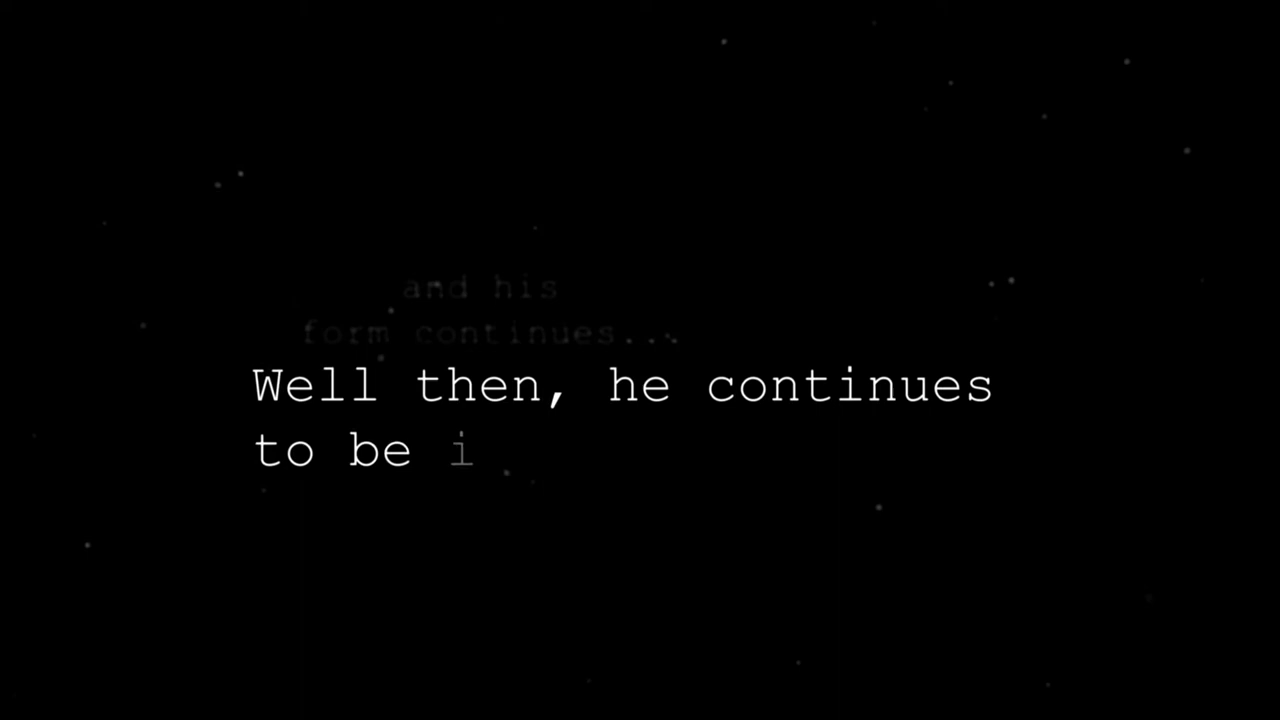 and his
form continues...
Well then, he continues
to be i